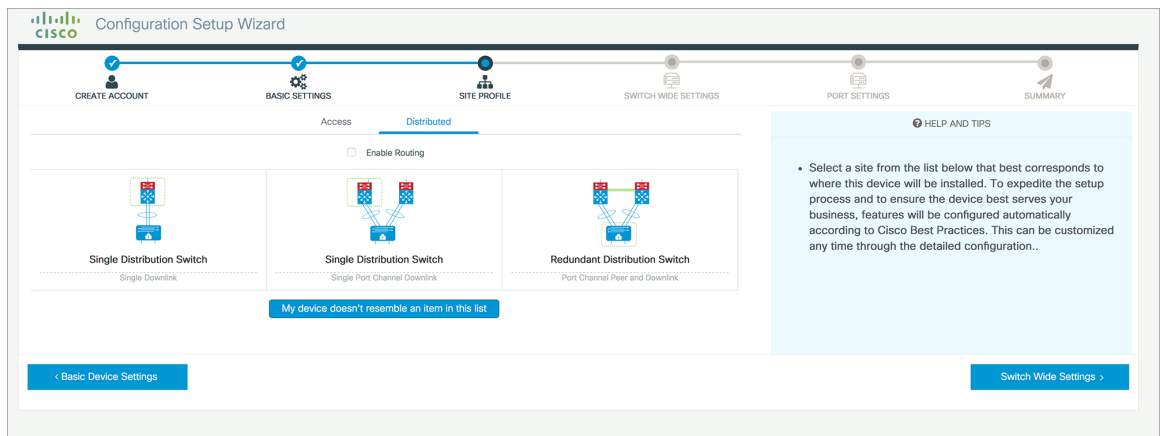 CISCO
Configuration Setup Wizard
CREATE ACCOUNT
BASIC SETTINGS
SITE PROFILE
SWITCH WIDE SETTINGS
PORT SETTINGS
SUMMARY
Access
Distributed
Enable Routing
Single Distribution Switch
Single Downlink
Single Distribution Switch
Single Port Channel Downlink
Redundant Distribution Switch
Port Channel Peer and Downlink
My device doesn't resemble an item in this list
HELP AND TIPS
• Select a site from the list below that best corresponds to
where this device will be installed. To expedite the setup
process and to ensure the device best serves your
business, features will be configured automatically
according to Cisco Best Practices. This can be customized
any time through the detailed configuration..
‹ Basic Device Settings
Switch Wide Settings ›